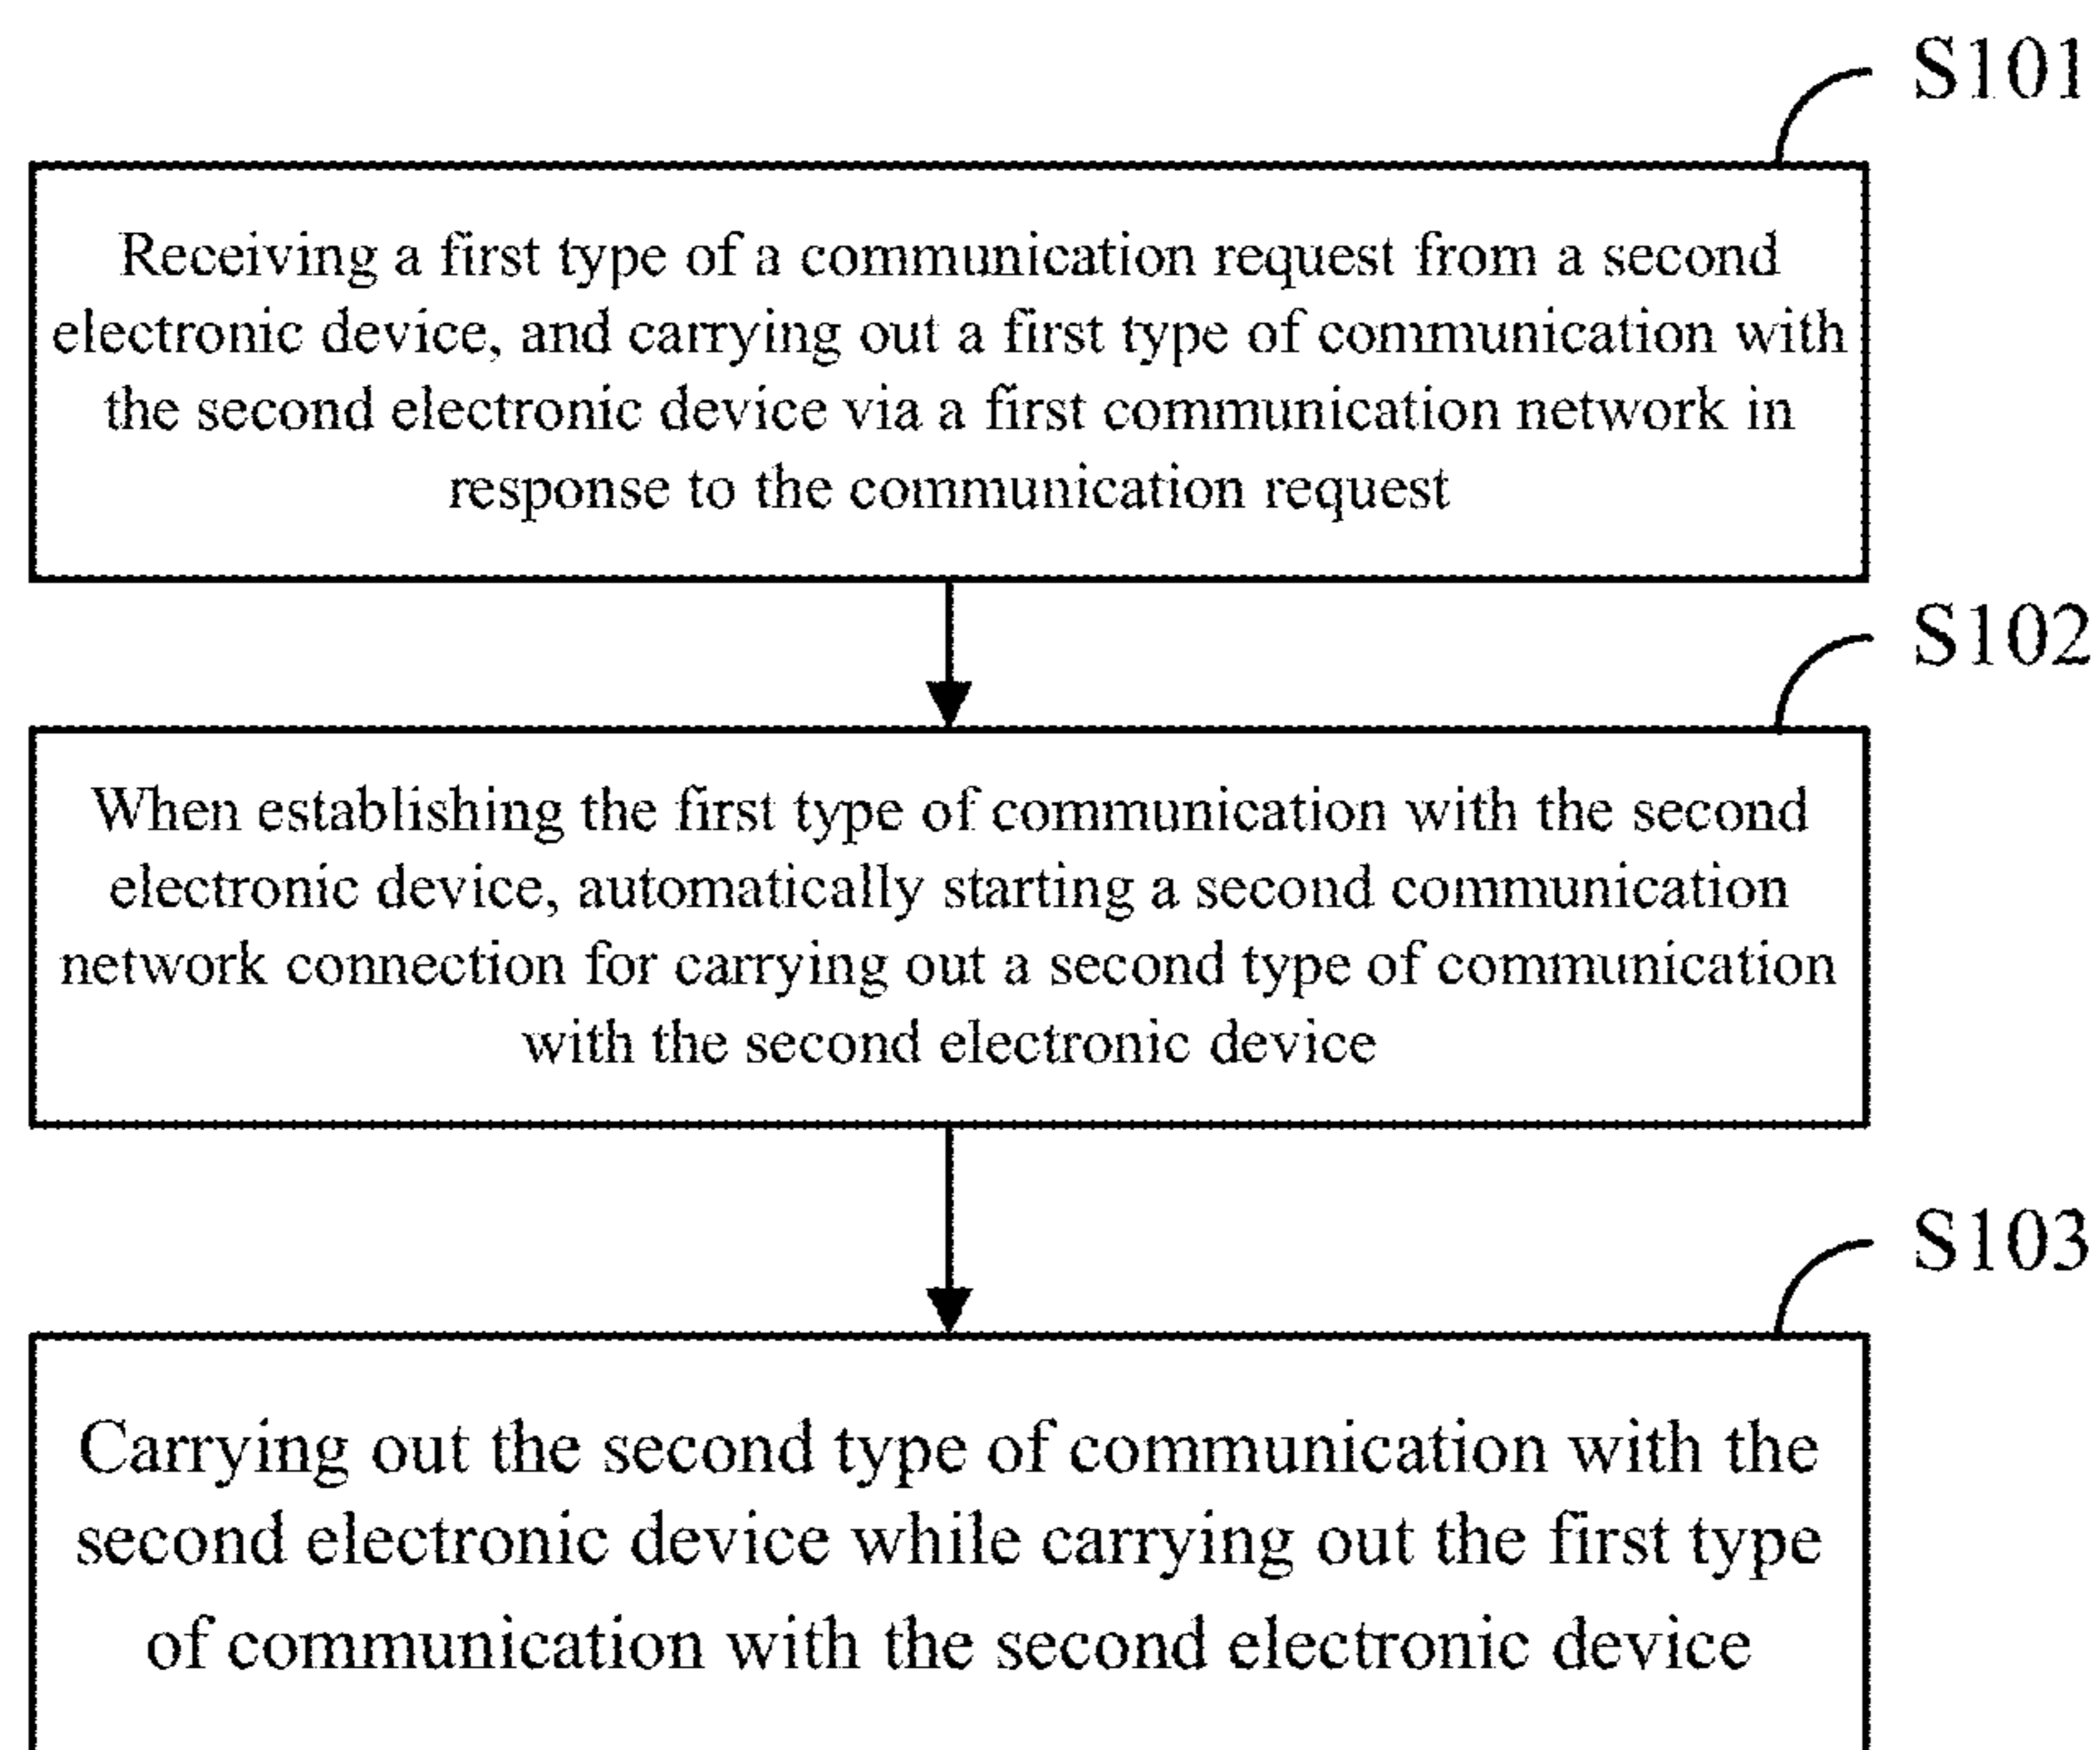 S101
Receiving a first type of a communication request from a second
electronic device, and carrying out a first type of communication with
the second electronic device via a first communication network in
response to the communication request
S102
When establishing the first type of communication with the second
electronic device, automatically starting a second communication
network connection for carrying out a second type of communication
with the second electronic device
S103
Carrying out the second type of communication with the
second electronic device while carrying out the first type
of communication with the second electronic device